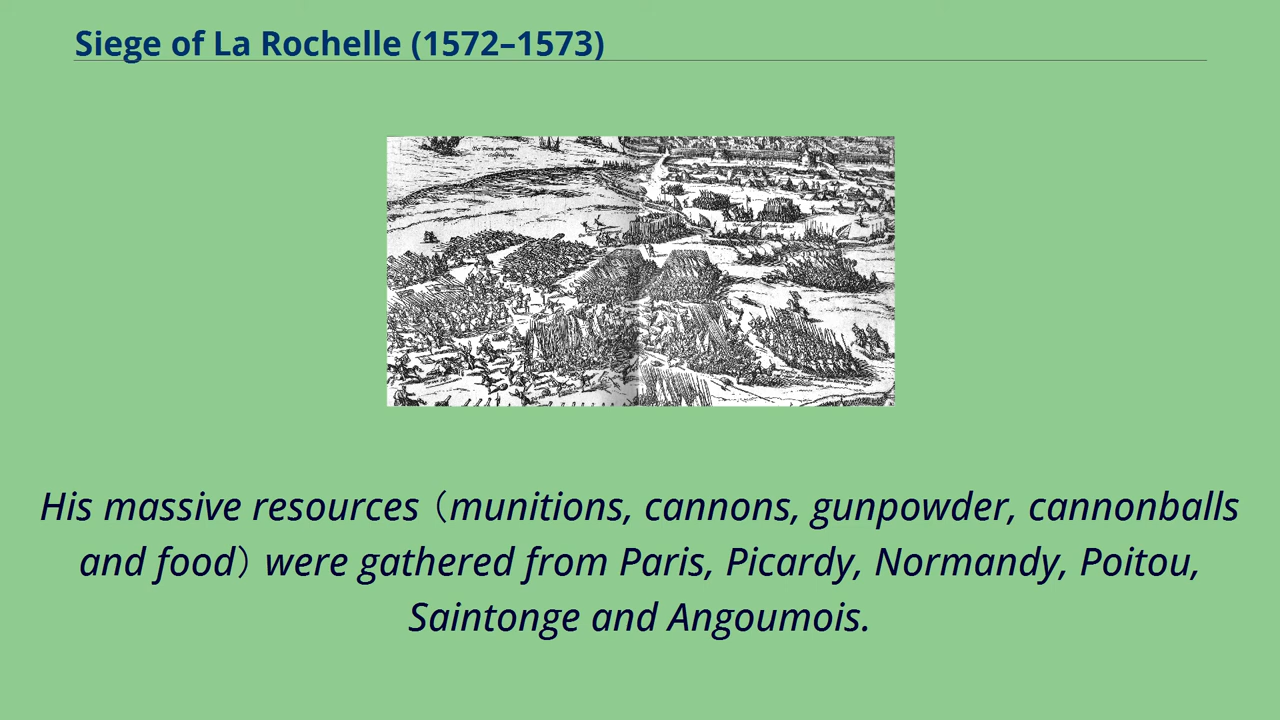 Siege of La Rochelle (1572–1573)
His massive resources （munitions, cannons, gunpowder, cannonballs
and food）were gathered from Paris, Picardy, Normandy, Poitou,
Saintonge and Angoumois.